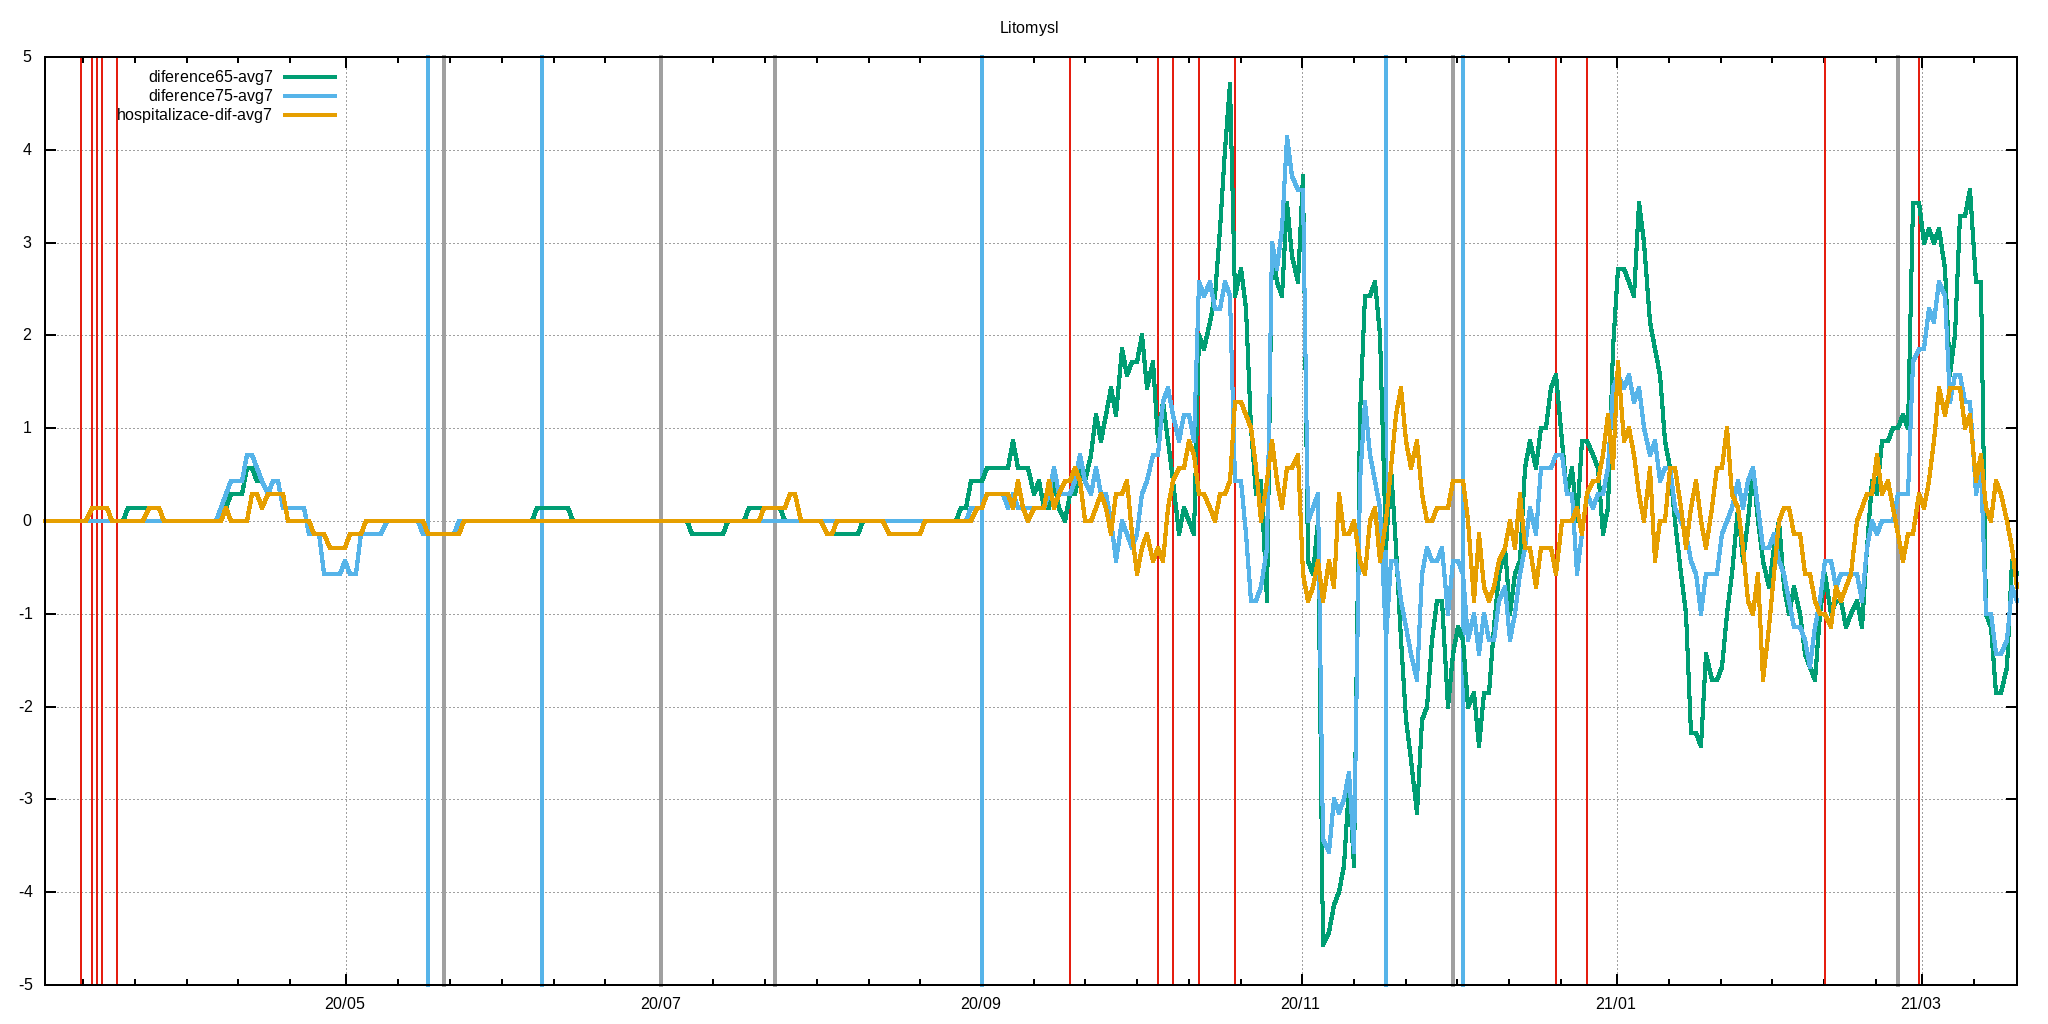 Litomysl
5
diference65-avg7
diference75-avg7
hospitalizace-dif-avg7
4
3
2
1
0
-1
-2
-3
-4
-5
20/05 20/07 20/09 20/11 21/01 21/03